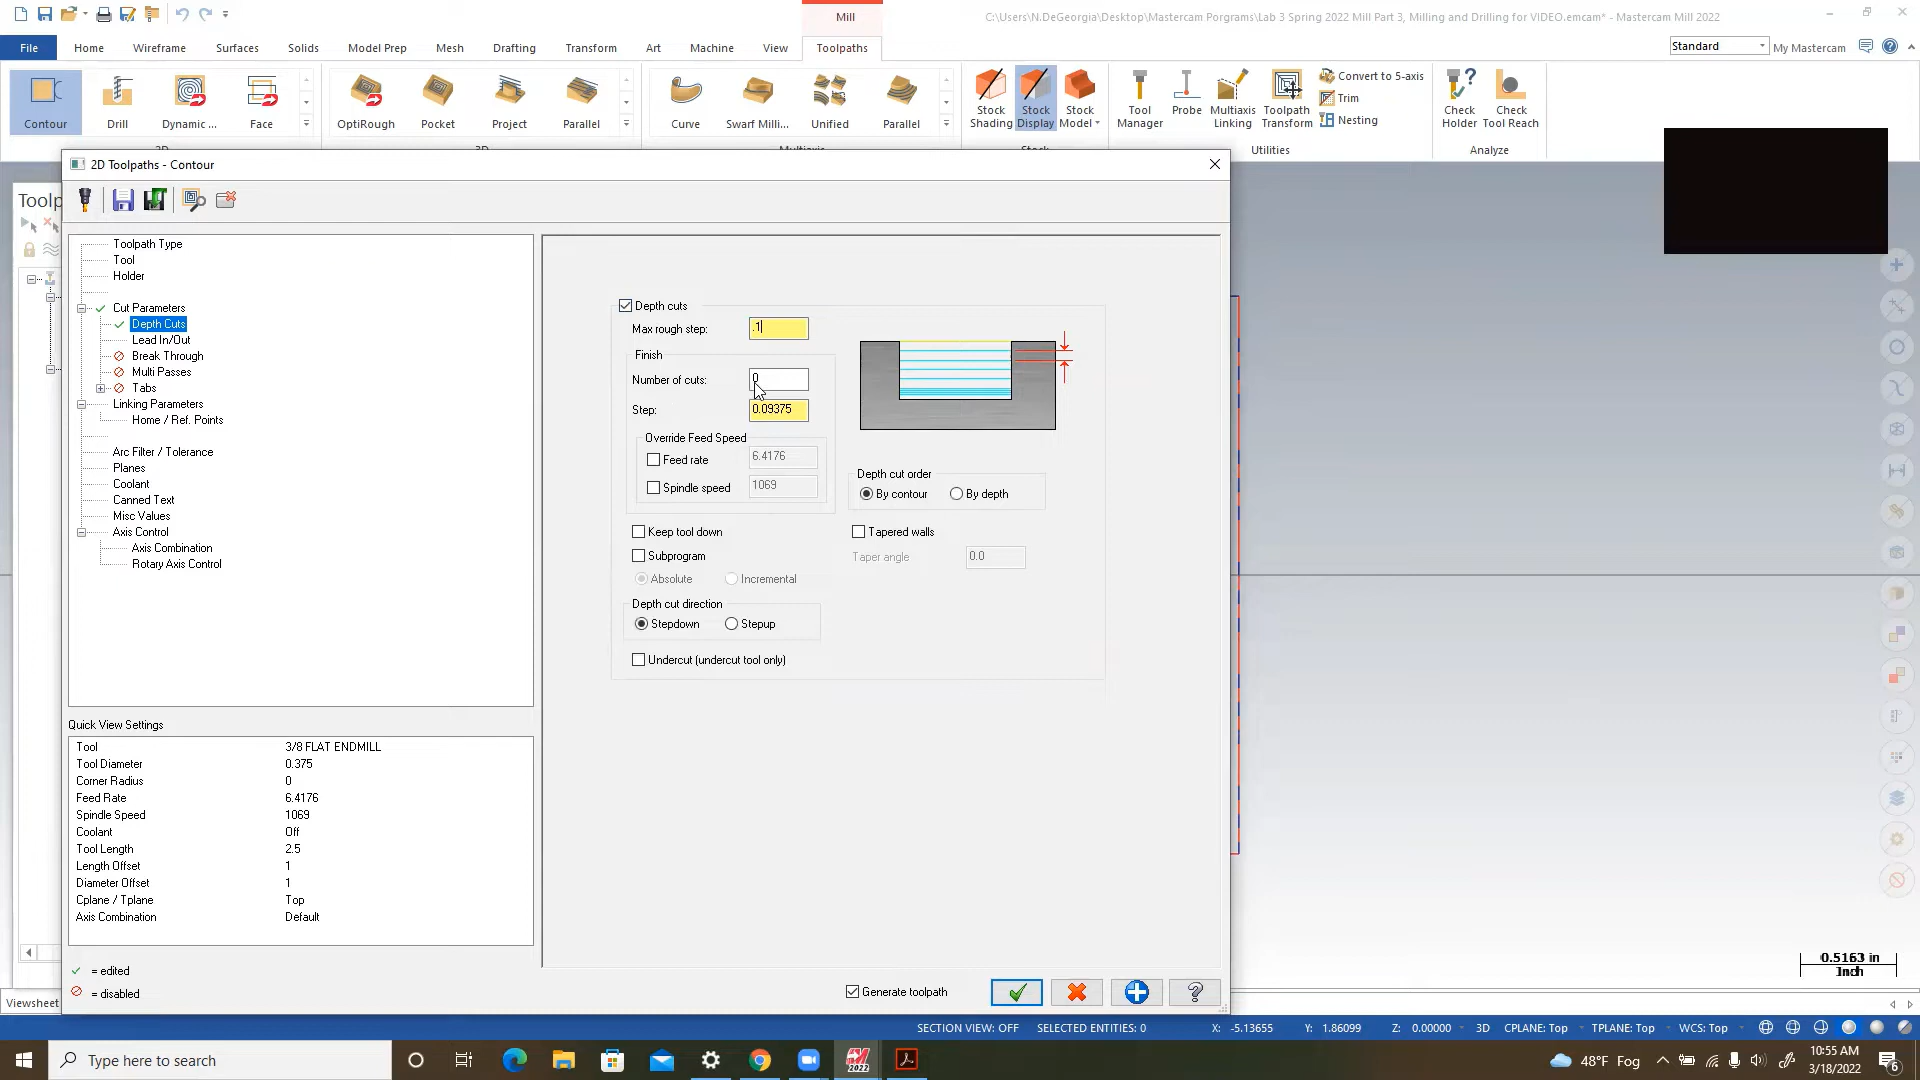 Mill
C:\Users\N.DeGeorgia\Desktop\Mastercam Porgrams\Lab 3 Spring 2022 Mill Part 3, Milling and Drilling for VIDEO.emcam* - Mastercam Mill 2022
File Home Wireframe Surfaces Solids Model Prep Mesh Drafting Transform Art Machine View Toolpaths
Standard My Mastercam
Contour Drill Dynamic ... Face OptiRough Pocket Project Parallel Curve Swarf Milli... Unified Parallel
Stock Shading
Stock Display
Stock Model
Tool Manager
Probe
Multiaxis Linking
Toolpath Transform
Convert to 5-axis
Trim
Nesting
Check Holder
Check Tool Reach
2D 3D Multiaxis Stock Utilities Analyze
Toolp
2D Toolpaths - Contour
Toolpath Type
Tool
Holder
Cut Parameters
Depth Cuts
Lead In/Out
Break Through
Multi Passes
Tabs
Linking Parameters
Home / Ref. Points
Arc Filter / Tolerance
Planes
Coolant
Canned Text
Misc Values
Axis Control
Axis Combination
Rotary Axis Control
Depth cuts
Max rough step: .1
Finish
Number of cuts: 0
Step: 0.09375
Override Feed Speed
Feed rate 6.4176
Spindle speed 1069
Depth cut order
By contour By depth
Keep tool down
Tapered walls
Subprogram
Taper angle 0.0
Absolute Incremental
Depth cut direction
Stepdown Stepup
Undercut (undercut tool only)
Quick View Settings
Tool 3/8 FLAT ENDMILL
Tool Diameter 0.375
Corner Radius 0
Feed Rate 6.4176
Spindle Speed 1069
Coolant Off
Tool Length 2.5
Length Offset 1
Diameter Offset 1
Cplane / Tplane Top
Axis Combination Default
= edited
= disabled
Generate toolpath
0.5163 in
Inch
Viewsheet
SECTION VIEW: OFF SELECTED ENTITIES: 0 X: -5.13655 Y: 1.86099 Z: 0.00000 3D CPLANE: Top TPLANE: Top WCS: Top
Type here to search
2022
48°F Fog
10:55 AM
3/18/2022
6